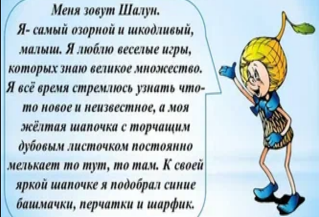 Меня зовут Шалун.
Я- самый озорной и шкодливый,
малыш. Я люблю веселые игры,
которых знаю великое множество.
Я всё время стремлюсь узнать что-
то новое и неизвестное, а моя
жёлтая шапочка с торчащим
дубовым листочком постоянно
мелькает то тут, то там. К своей
яркой шапочке я подобрал синие
башмачки, перчатки и шарфик.